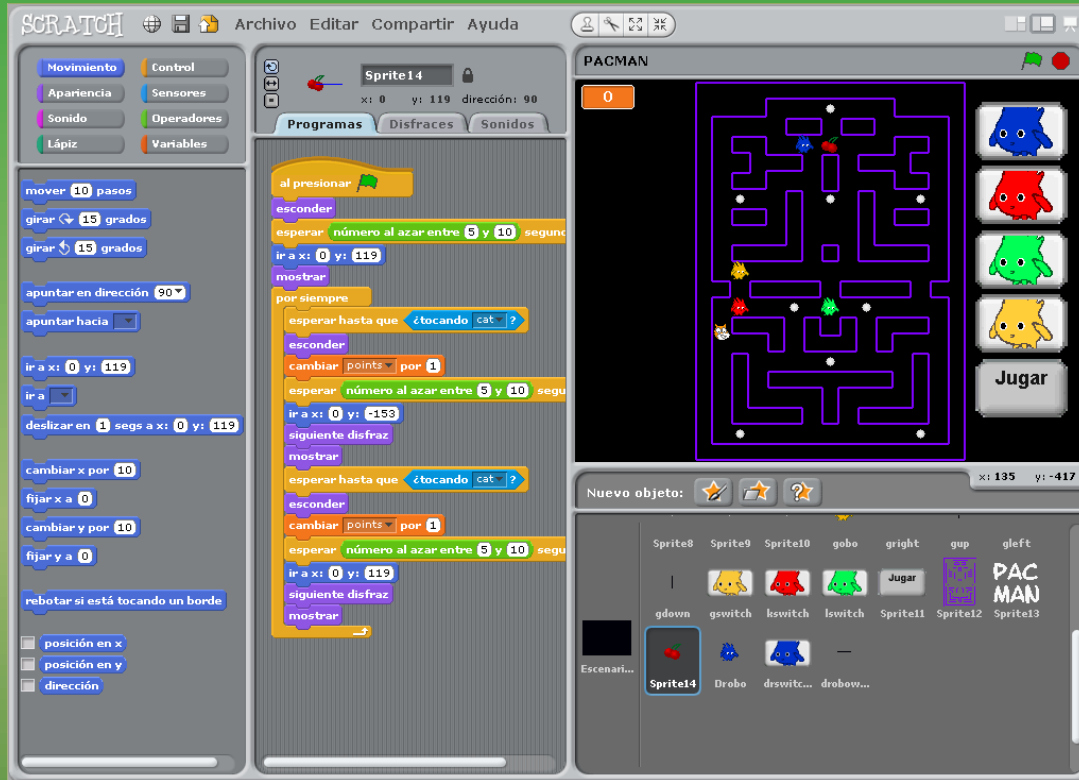 SCRATCH Archivo Editar Compartir Ayuda
Movimiento Control
Apariencia Sensores
Sonido Operadores
Lápiz Variables
mover 10 pasos
girar 15 grados
girar 15 grados
apuntar en dirección 90
apuntar hacia
ir a x: 0 y: 119
ir a
deslizar en 1 segs a x: 0 y: 119
cambiar x por 10
fijar x a 0
cambiar y por 10
fijar y a 0
rebotar si está tocando un borde
posición en x
posición en y
dirección
Sprite14
x: 0 y: 119 dirección: 90
Programas Disfraces Sonidos
al presionar
esconder
esperar número al azar entre 5 y 10 segund
ir a x: 0 y: 119
mostrar
por siempre
esperar hasta que ¿tocando cat ?
esconder
cambiar points por 1
esperar número al azar entre 5 y 10 segu
ir a x: 0 y: -153
siguiente disfraz
mostrar
esperar hasta que ¿tocando cat ?
esconder
cambiar points por 1
esperar número al azar entre 5 y 10 segu
ir a x: 0 y: 119
siguiente disfraz
mostrar
PACMAN
0
Jugar
x: 135 y: -417
Nuevo objeto:
Sprite8 Sprite9 Sprite10 gobo gright gup gleft
Jugar
PAC
MAN
gdown gswitch kswitch lswitch Sprite11 Sprite12 Sprite13
Escenari...
Sprite14 Drobo drswitc... drobow...